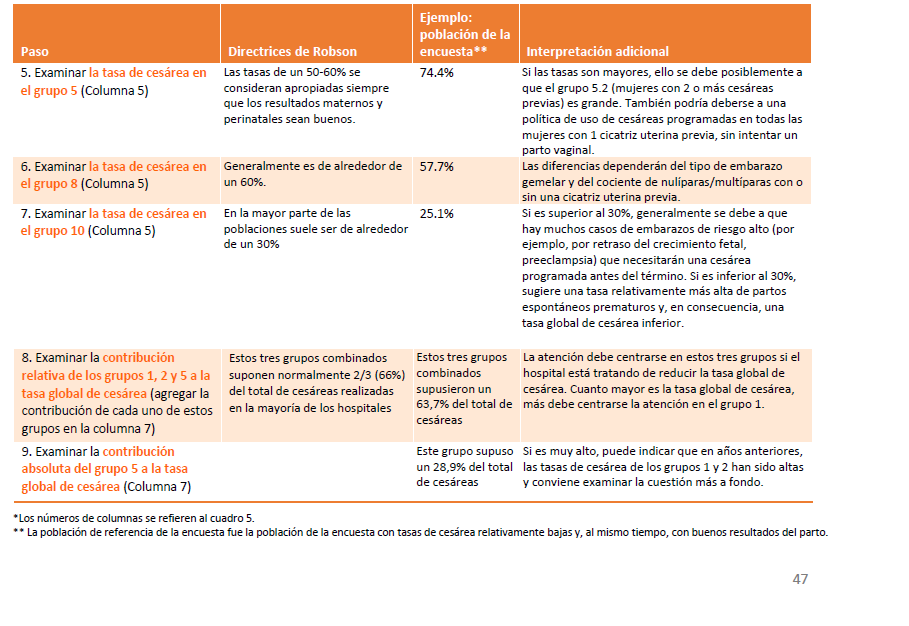 Paso
Directrices de Robson
Ejemplo:
población de la
encuesta**
Interpretación adicional
5. Examinar la tasa de cesárea en
el grupo 5 (Columna 5)
Las tasas de un 50-60% se
consideran apropiadas siempre
que los resultados maternos y
perinatales sean buenos.
74.4%
Si las tasas son mayores, ello se debe posiblemente a
que el grupo 5.2 (mujeres con 2 o más cesáreas
previas) es grande. También podría deberse a una
política de uso de cesáreas programadas en todas las
mujeres con 1 cicatriz uterina previa, sin intentar un
parto vaginal.
6. Examinar la tasa de cesárea en
el grupo 8 (Columna 5)
Generalmente es de alrededor de
un 60%.
57.7%
Las diferencias dependerán del tipo de embarazo
gemelar y del cociente de nulíparas/multíparas con o
sin una cicatriz uterina previa.
7. Examinar la tasa de cesárea en
el grupo 10 (Columna 5)
En la mayor parte de las
poblaciones suele ser de alrededor
de un 30%
25.1%
Si es superior al 30%, generalmente se debe a que
hay muchos casos de embarazos de riesgo alto (por
ejemplo, por retraso del crecimiento fetal,
preeclampsia) que necesitarán una cesárea
programada antes del término. Si es inferior al 30%,
sugiere una tasa relativamente más alta de partos
espontáneos prematuros y, en consecuencia, una
tasa global de cesárea inferior.
8. Examinar la contribución
relativa de los grupos 1, 2 y 5 a la
tasa global de cesárea (agregar la
contribución de cada uno de estos
grupos en la columna 7)
Estos tres grupos combinados
suponen normalmente 2/3 (66%)
del total de cesáreas realizadas
en la mayoría de los hospitales
Estos tres grupos
combinados
supusieron un
63,7% del total de
cesáreas
La atención debe centrarse en estos tres grupos si el
hospital está tratando de reducir la tasa global de
cesárea. Cuanto mayor es la tasa global de cesárea,
más debe centrarse la atención en el grupo 1.
9. Examinar la contribución
absoluta del grupo 5 a la tasa
global de cesárea (Columna 7)
Este grupo supuso
un 28,9% del total
de cesáreas
Si es muy alto, puede indicar que en años anteriores,
las tasas de cesárea de los grupos 1 y 2 han sido altas
y conviene examinar la cuestión más a fondo.
*Los números de columnas se refieren al cuadro 5.
** La población de referencia de la encuesta fue la población de la encuesta con tasas de cesárea relativamente bajas y, al mismo tiempo, con buenos resultados del parto.
47